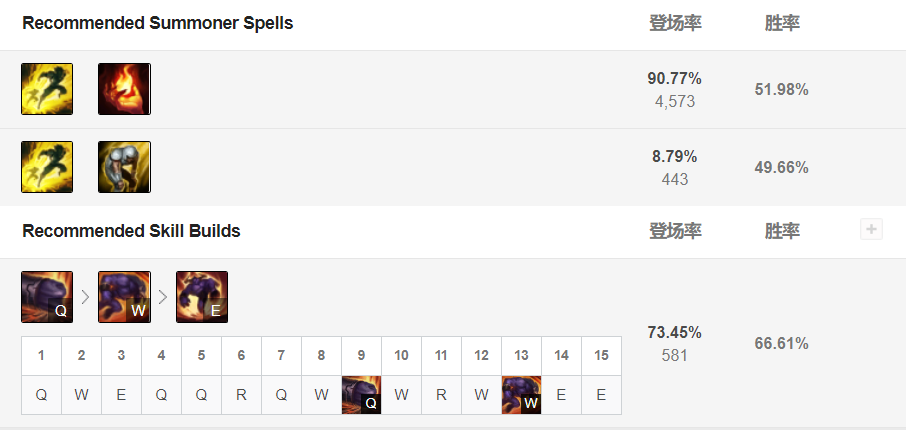 Recommended Summoner Spells 登场率 胜率
90.77%
4,573
51.98%
8.79%
443
49.66%
Recommended Skill Builds 登场率 胜率 +
Q > W > E
73.45%
581
66.61%
1 2 3 4 5 6 7 8 9 10 11 12 13 14 15
Q W E Q Q R Q W Q W R W W E E